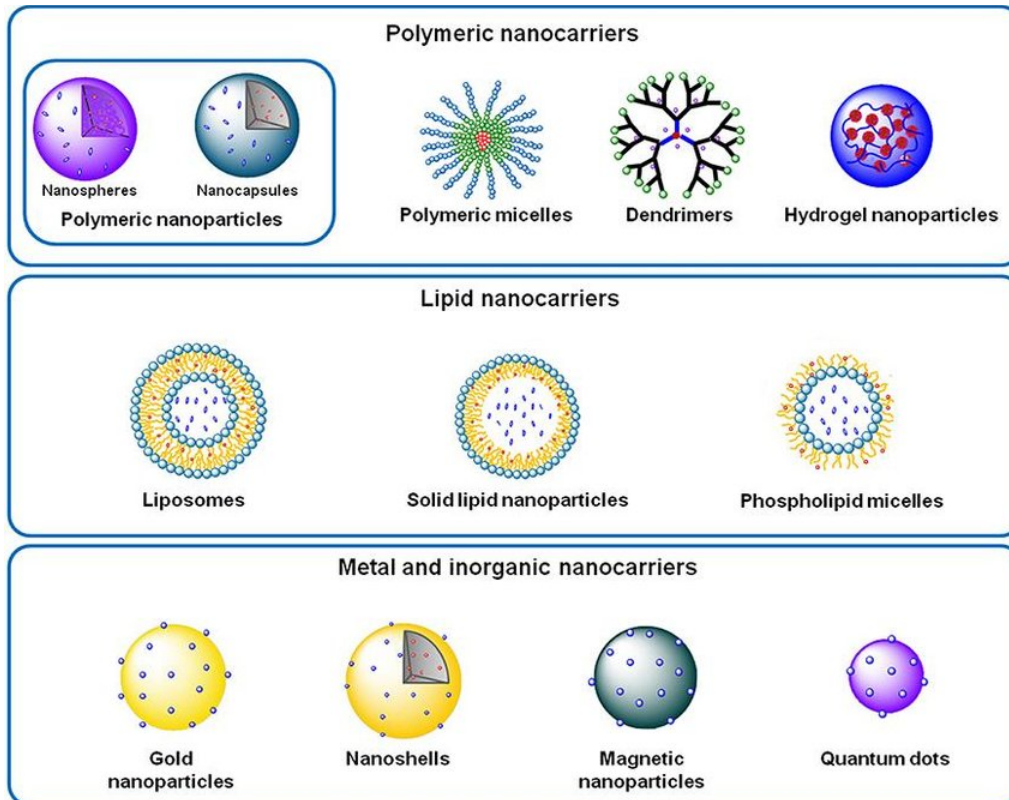 Polymeric nanocarriers
Nanospheres
Nanocapsules
Polymeric nanoparticles
Polymeric micelles
Dendrimers
Hydrogel nanoparticles
Lipid nanocarriers
Liposomes
Solid lipid nanoparticles
Phospholipid micelles
Metal and inorganic nanocarriers
Gold
nanoparticles
Nanoshells
Magnetic
nanoparticles
Quantum dots